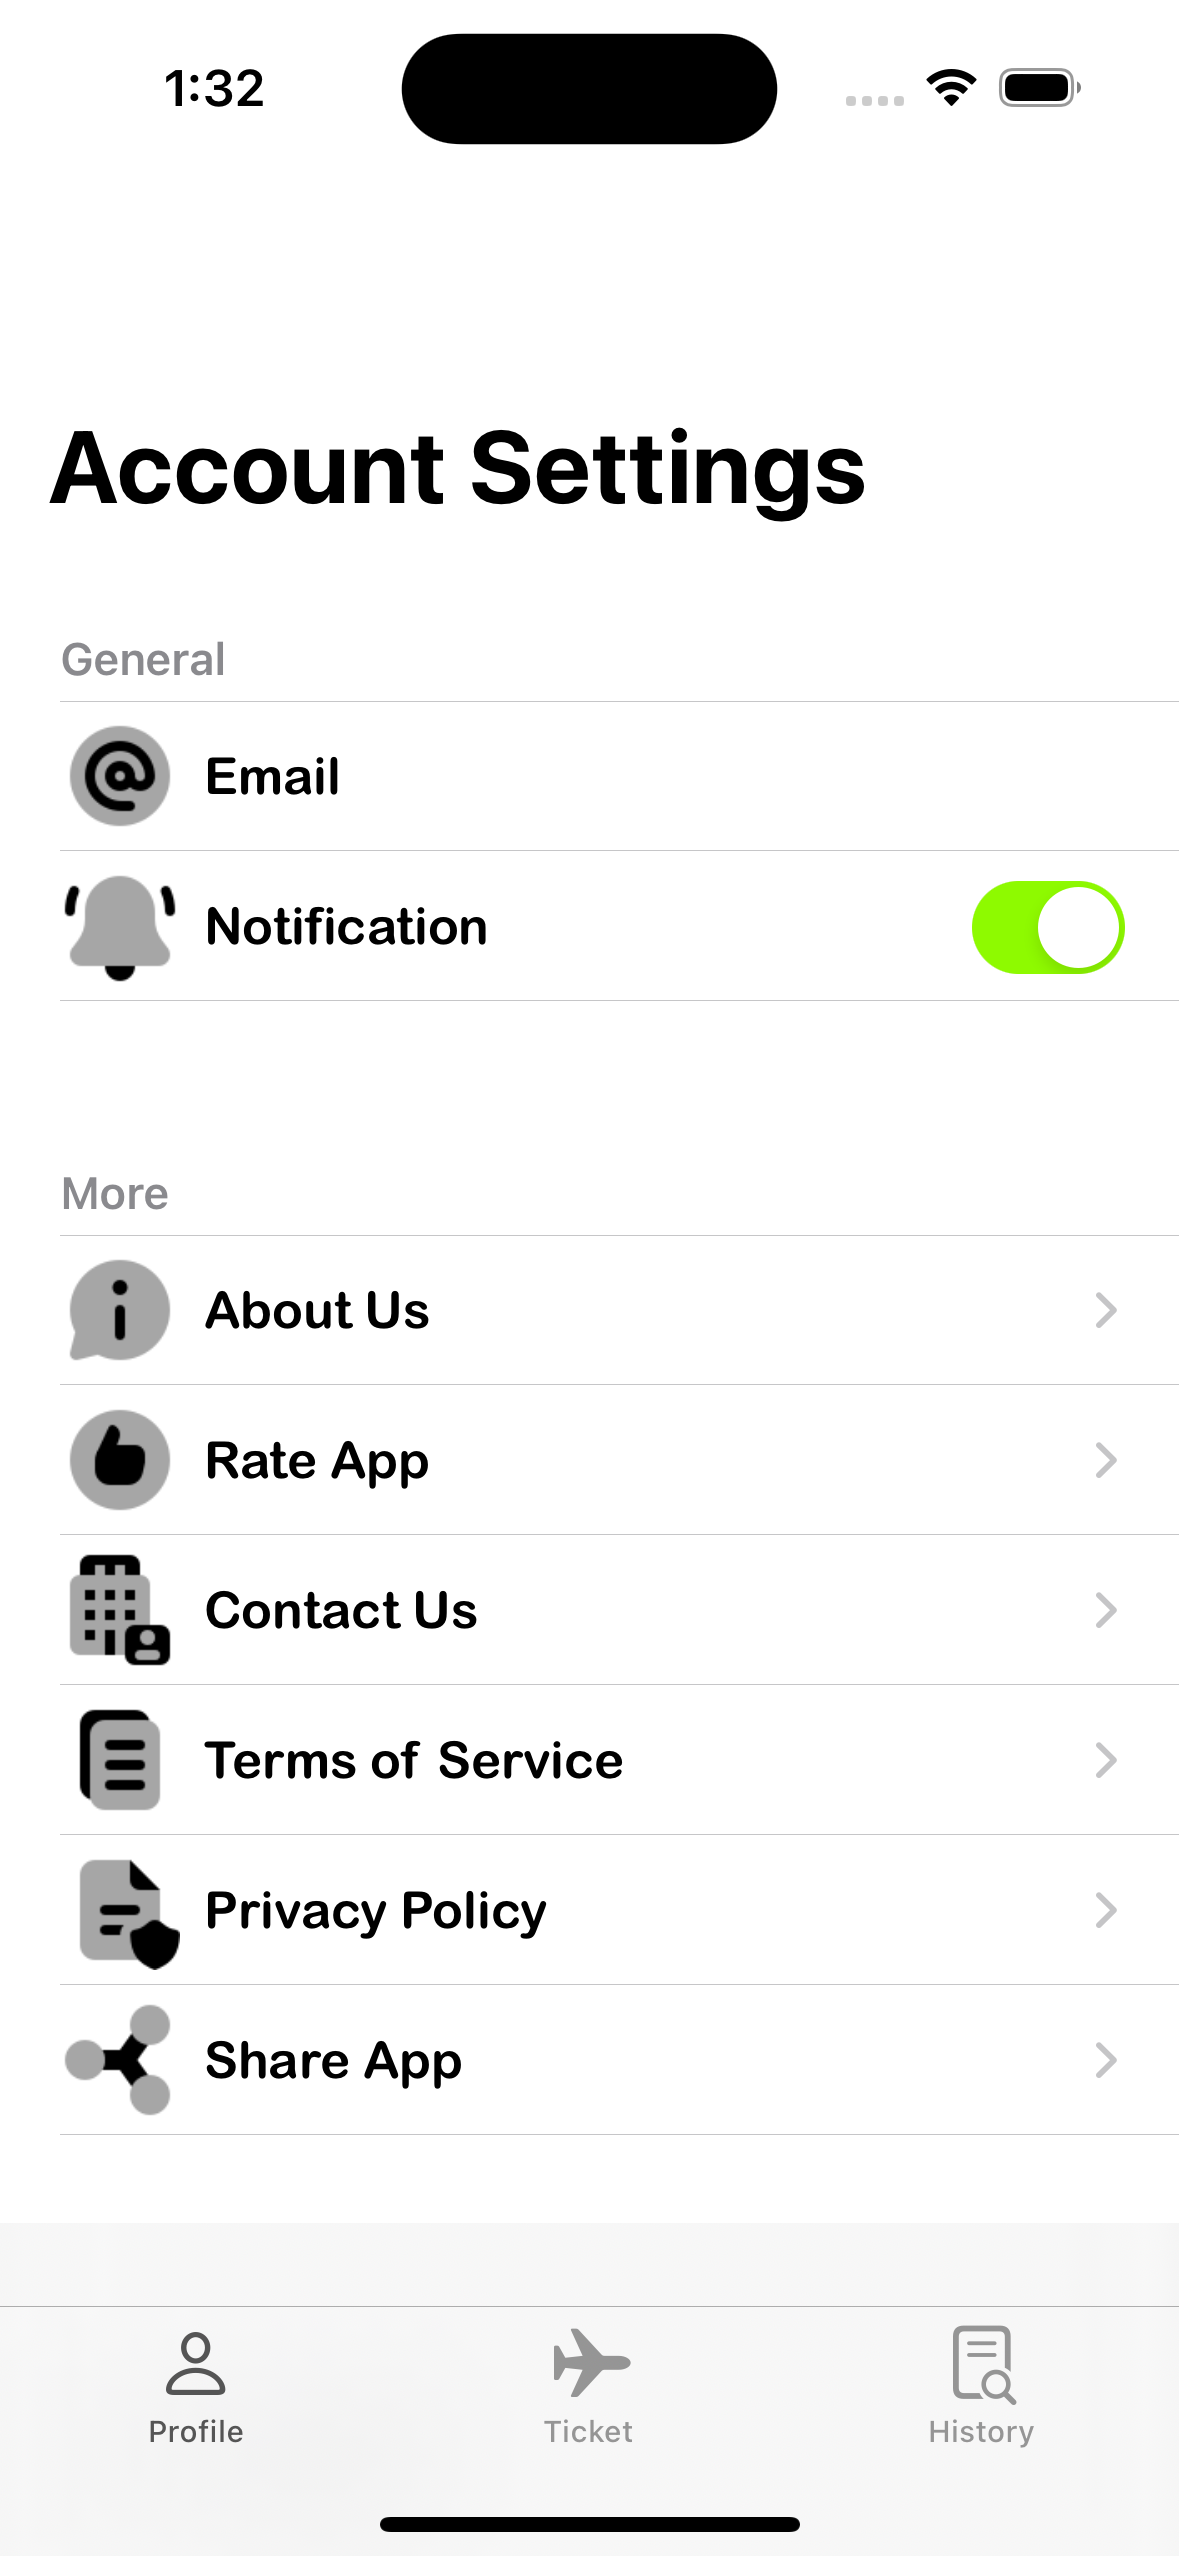 1:32
Account Settings
General
Email
Notification
More
About Us
Rate App
Contact Us
Terms of Service
Privacy Policy
Share App
Profile
Ticket
History